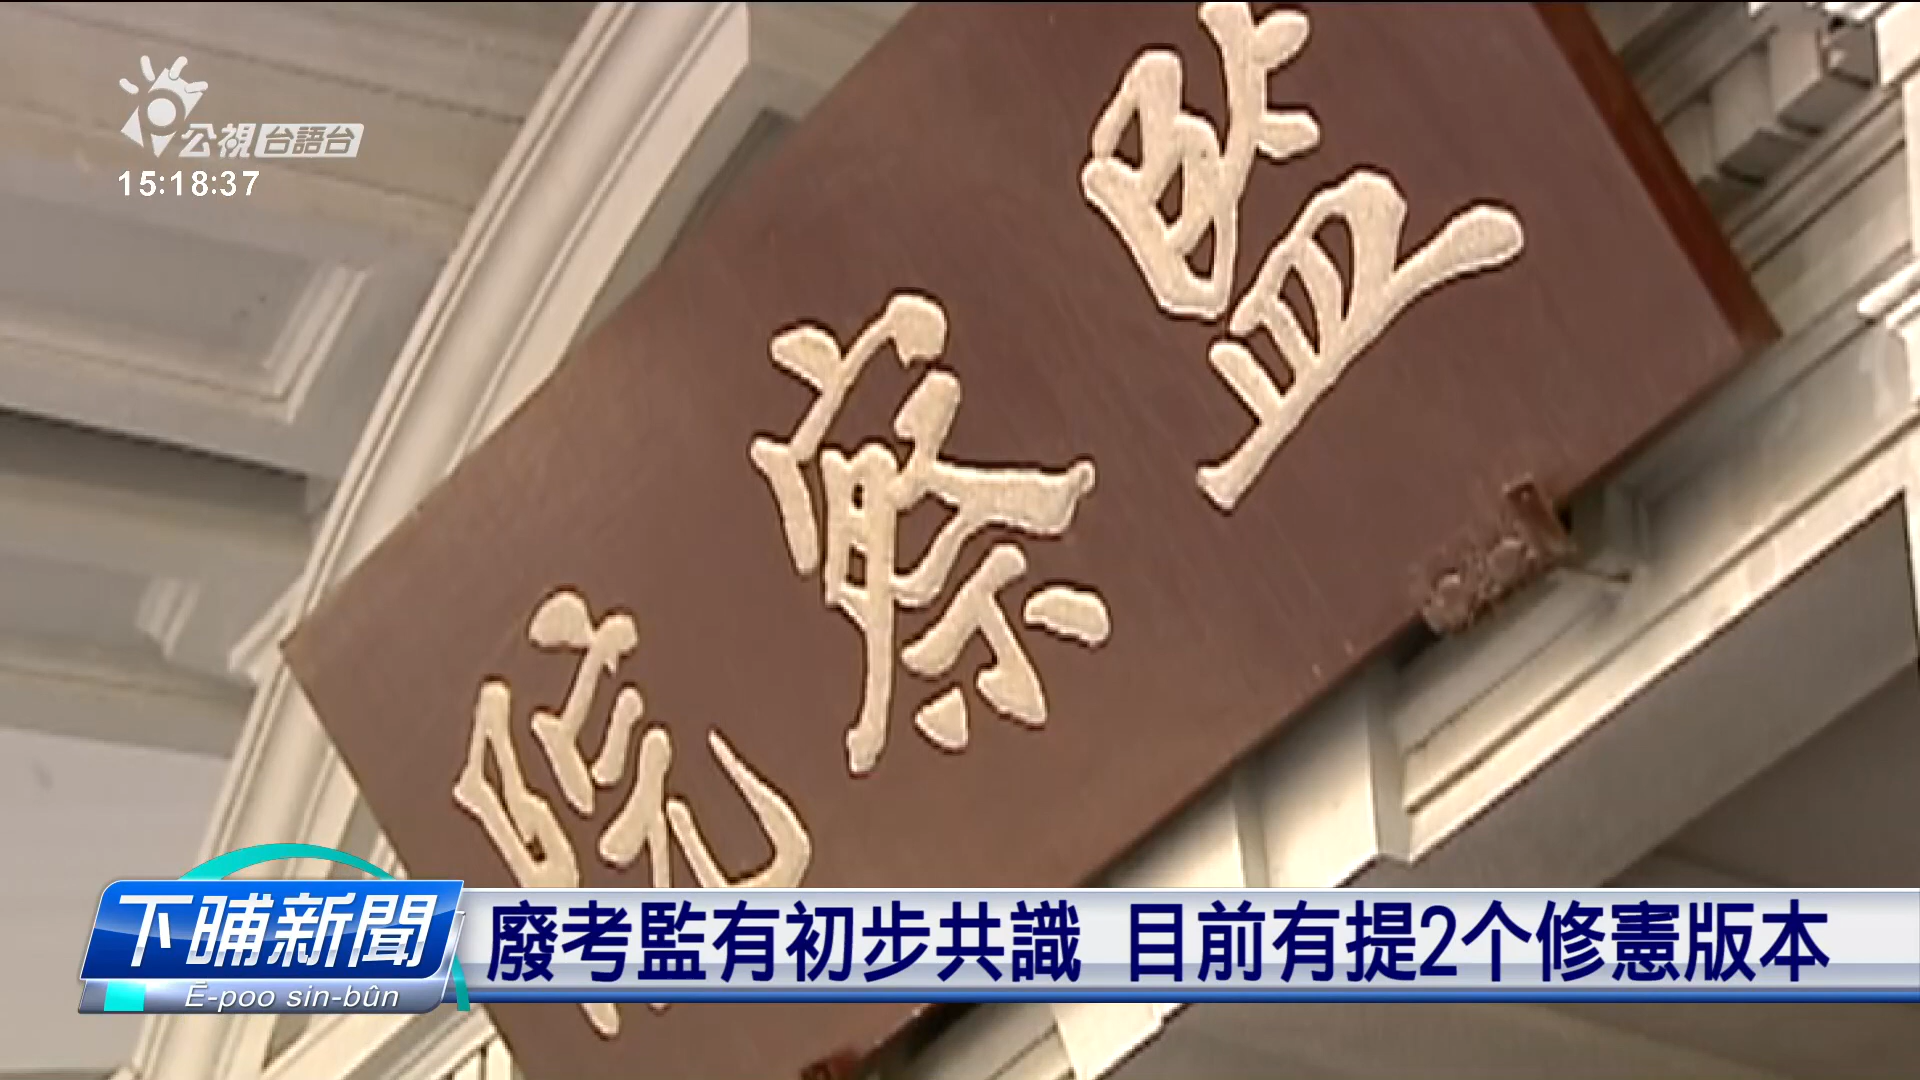 公視台語台
15:18:37
監察院
下晡新聞
Ē-poo sin-bûn
廢考監有初步共識 目前有提2个修憲版本